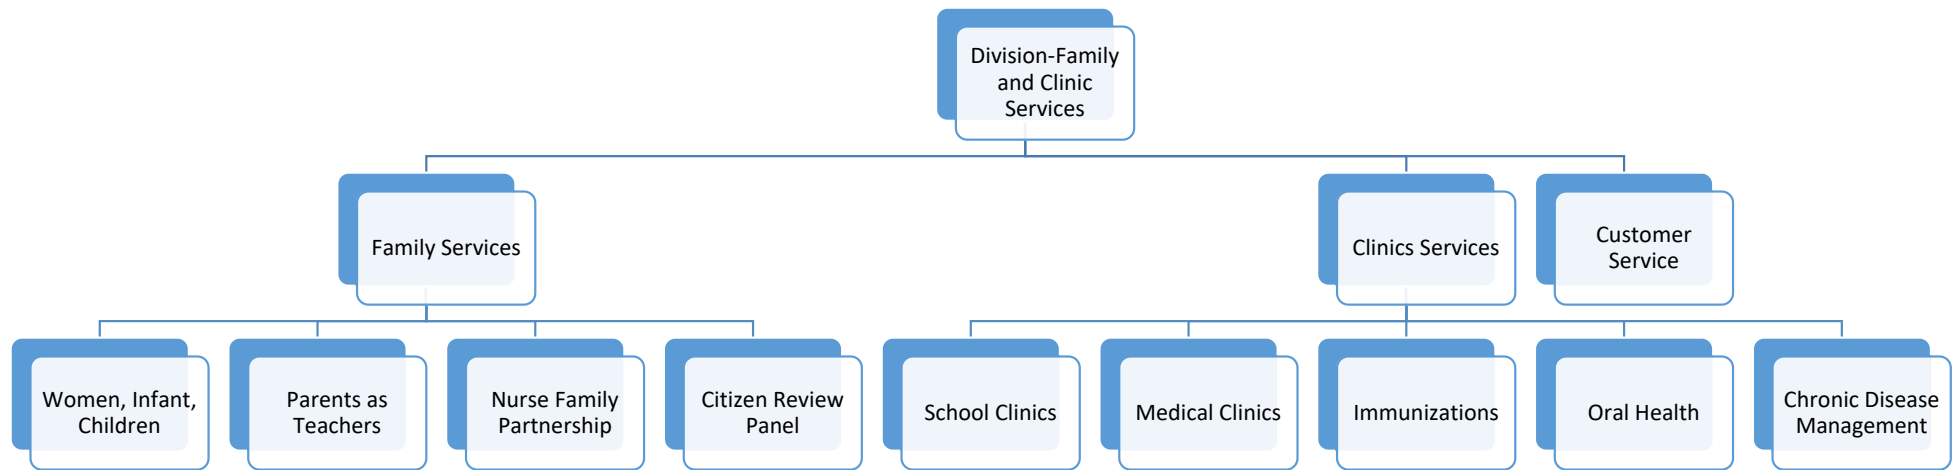 Division-Family
and Clinic
Services
Family Services
Clinics Services
Customer
Service
Women, Infant,
Children
Parents as
Teachers
Nurse Family
Partnership
Citizen Review
Panel
School Clinics
Medical Clinics
Immunizations
Oral Health
Chronic Disease
Management